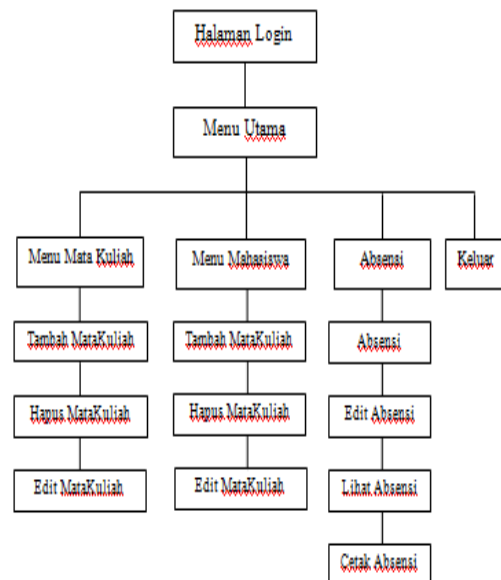 Halaman Login
Menu Utama
Menu Mata Kuliah
Menu Mahasiswa
Absensi
Keluar
Tambah MataKuliah
Tambah MataKuliah
Absensi
Hapus MataKuliah
Hapus MataKuliah
Edit Absensi
Edit MataKuliah
Edit MataKuliah
Lihat Absensi
Cetak Absensi